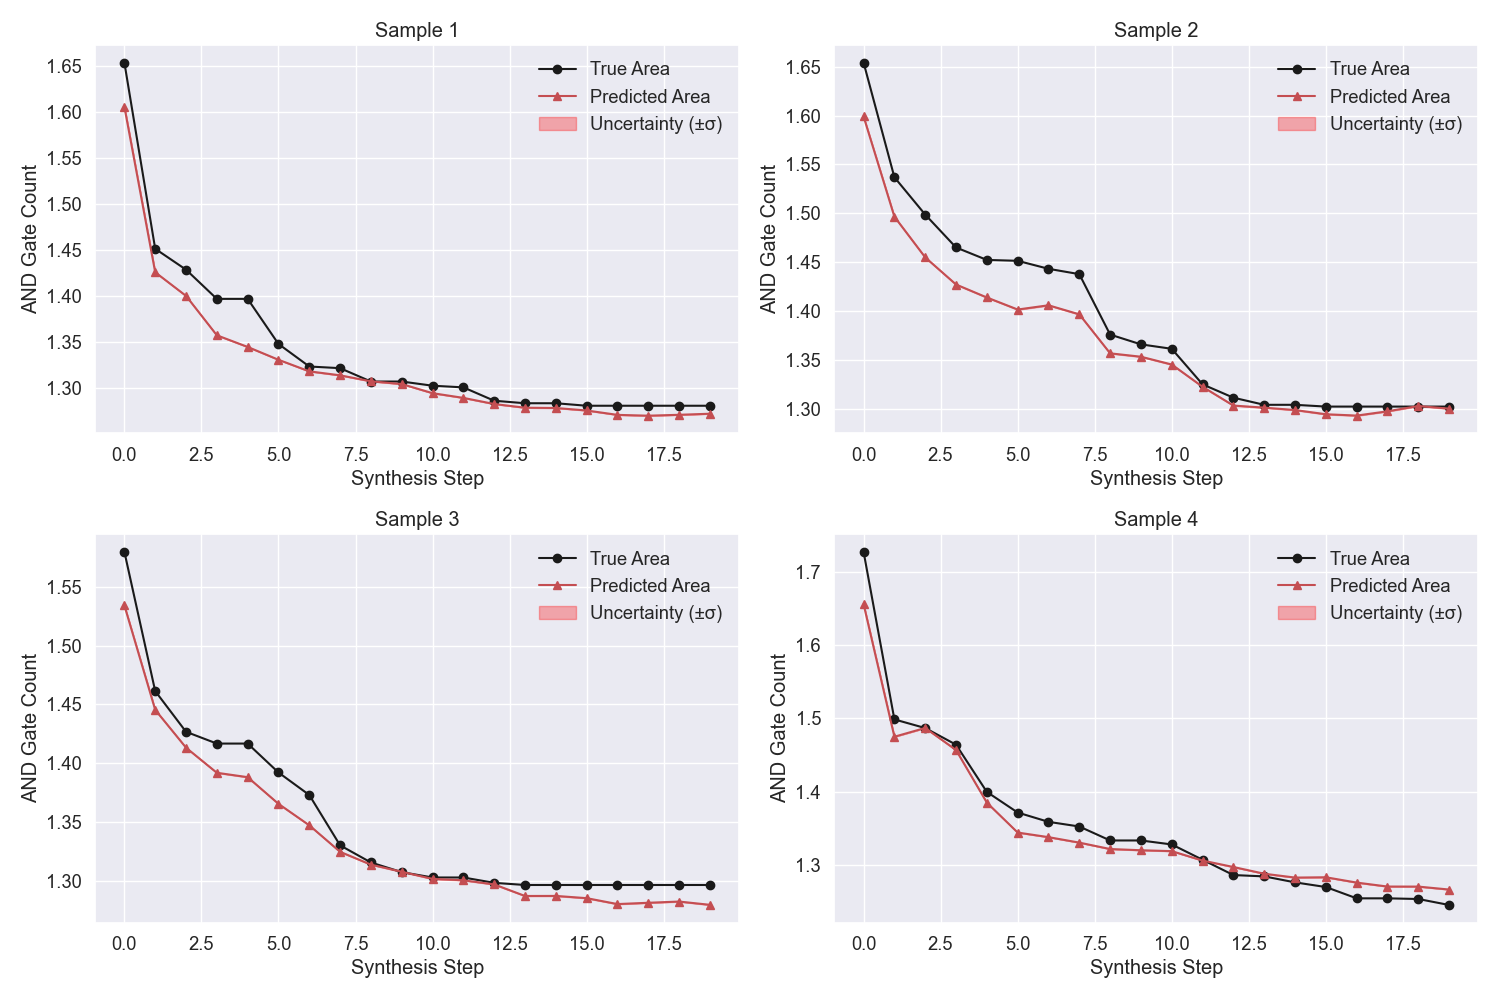 Sample 1
True Area
Predicted Area
Uncertainty (±σ)
AND Gate Count
1.65
1.60
1.55
1.50
1.45
1.40
1.35
1.30
0.0 2.5 5.0 7.5 10.0 12.5 15.0 17.5
Synthesis Step
Sample 2
True Area
Predicted Area
Uncertainty (±σ)
AND Gate Count
1.65
1.60
1.55
1.50
1.45
1.40
1.35
1.30
0.0 2.5 5.0 7.5 10.0 12.5 15.0 17.5
Synthesis Step
Sample 3
True Area
Predicted Area
Uncertainty (±σ)
AND Gate Count
1.55
1.50
1.45
1.40
1.35
1.30
0.0 2.5 5.0 7.5 10.0 12.5 15.0 17.5
Synthesis Step
Sample 4
True Area
Predicted Area
Uncertainty (±σ)
AND Gate Count
1.7
1.6
1.5
1.4
1.3
0.0 2.5 5.0 7.5 10.0 12.5 15.0 17.5
Synthesis Step